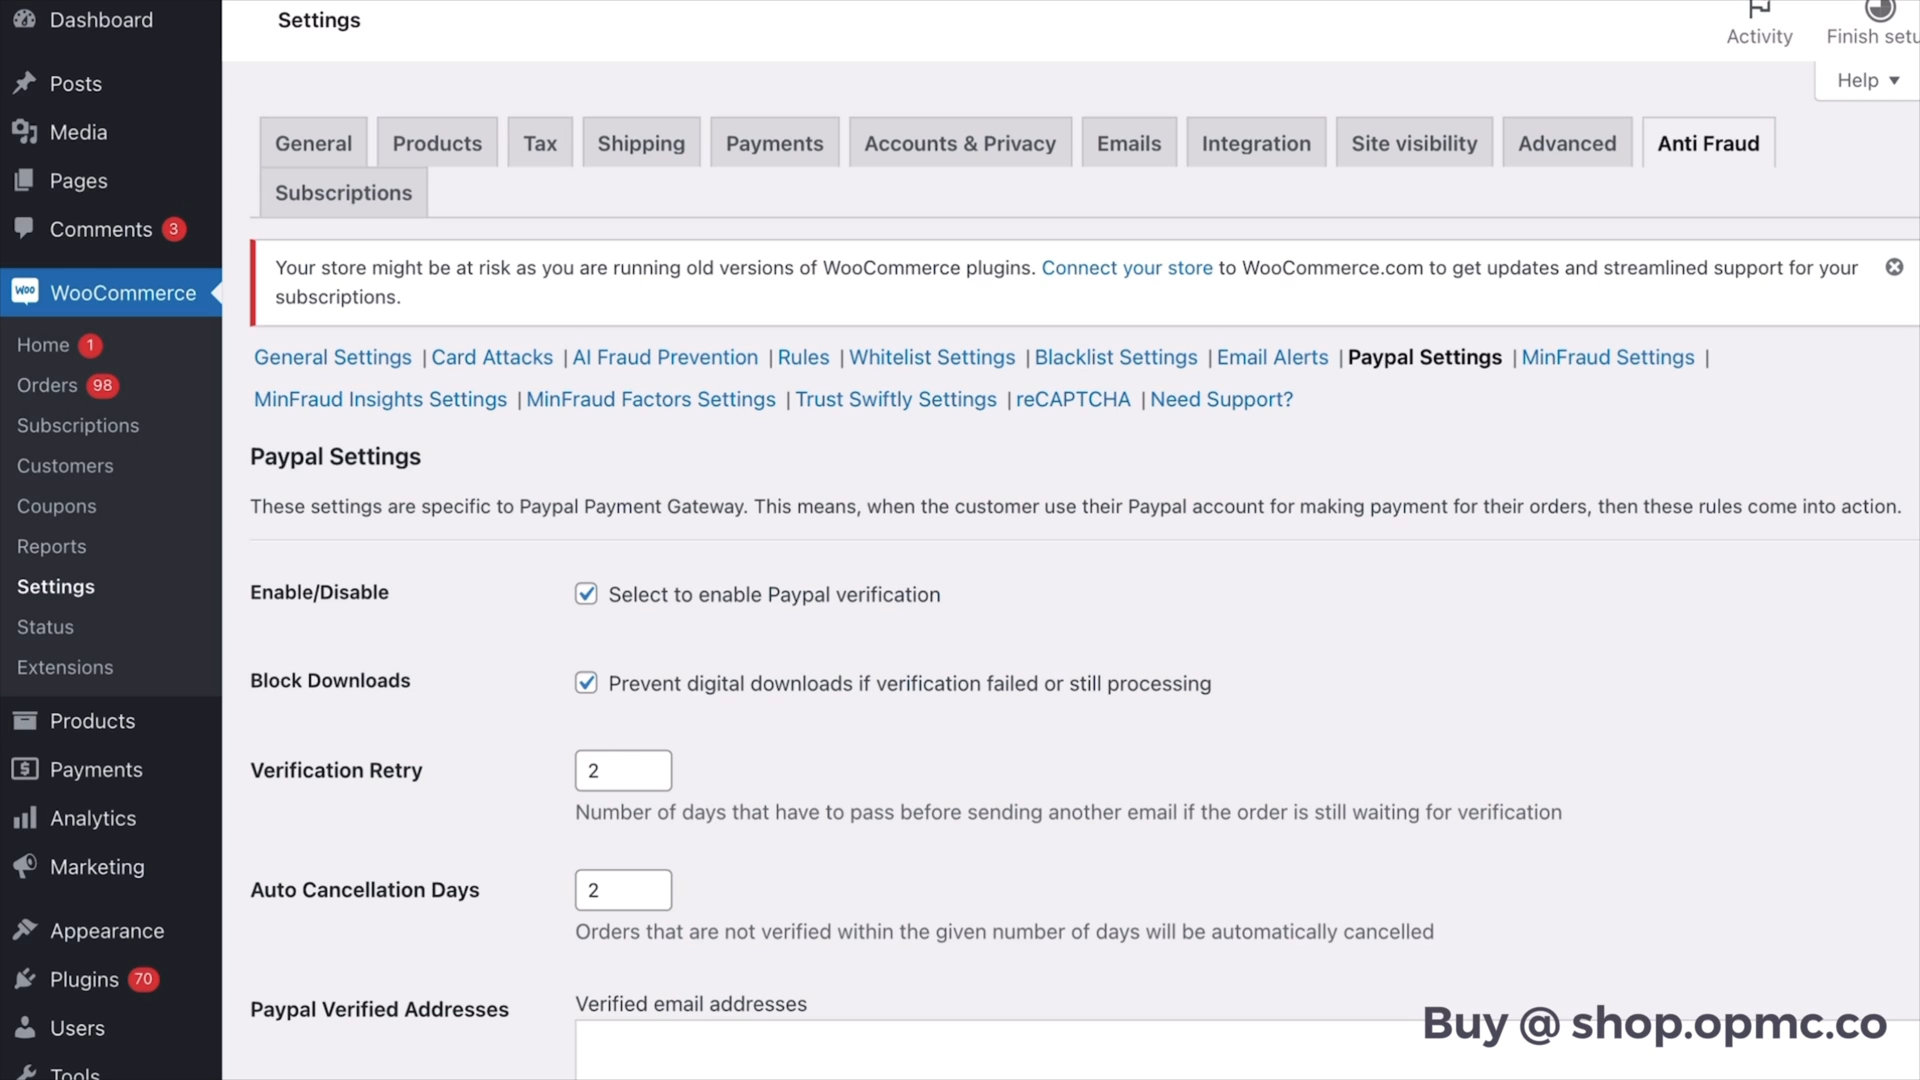 Dashboard
Posts
Media
Pages
Comments 3
WooCommerce
Home 1
Orders 98
Subscriptions
Customers
Coupons
Reports
Settings
Status
Extensions
Products
Payments
Analytics
Marketing
Appearance
Plugins 70
Users
Tools
Settings
Activity
Finish setu
Help
General Products Tax Shipping Payments Accounts & Privacy Emails Integration Site visibility Advanced Anti Fraud
Subscriptions
Your store might be at risk as you are running old versions of WooCommerce plugins. Connect your store to WooCommerce.com to get updates and streamlined support for your
subscriptions.
General Settings | Card Attacks | AI Fraud Prevention | Rules | Whitelist Settings | Blacklist Settings | Email Alerts | Paypal Settings | MinFraud Settings |
MinFraud Insights Settings | MinFraud Factors Settings | Trust Swiftly Settings | reCAPTCHA | Need Support?
Paypal Settings
These settings are specific to Paypal Payment Gateway. This means, when the customer use their Paypal account for making payment for their orders, then these rules come into action.
Enable/Disable
Select to enable Paypal verification
Block Downloads
Prevent digital downloads if verification failed or still processing
Verification Retry
2
Number of days that have to pass before sending another email if the order is still waiting for verification
Auto Cancellation Days
2
Orders that are not verified within the given number of days will be automatically cancelled
Paypal Verified Addresses
Verified email addresses
Buy @ shop.opmc.co